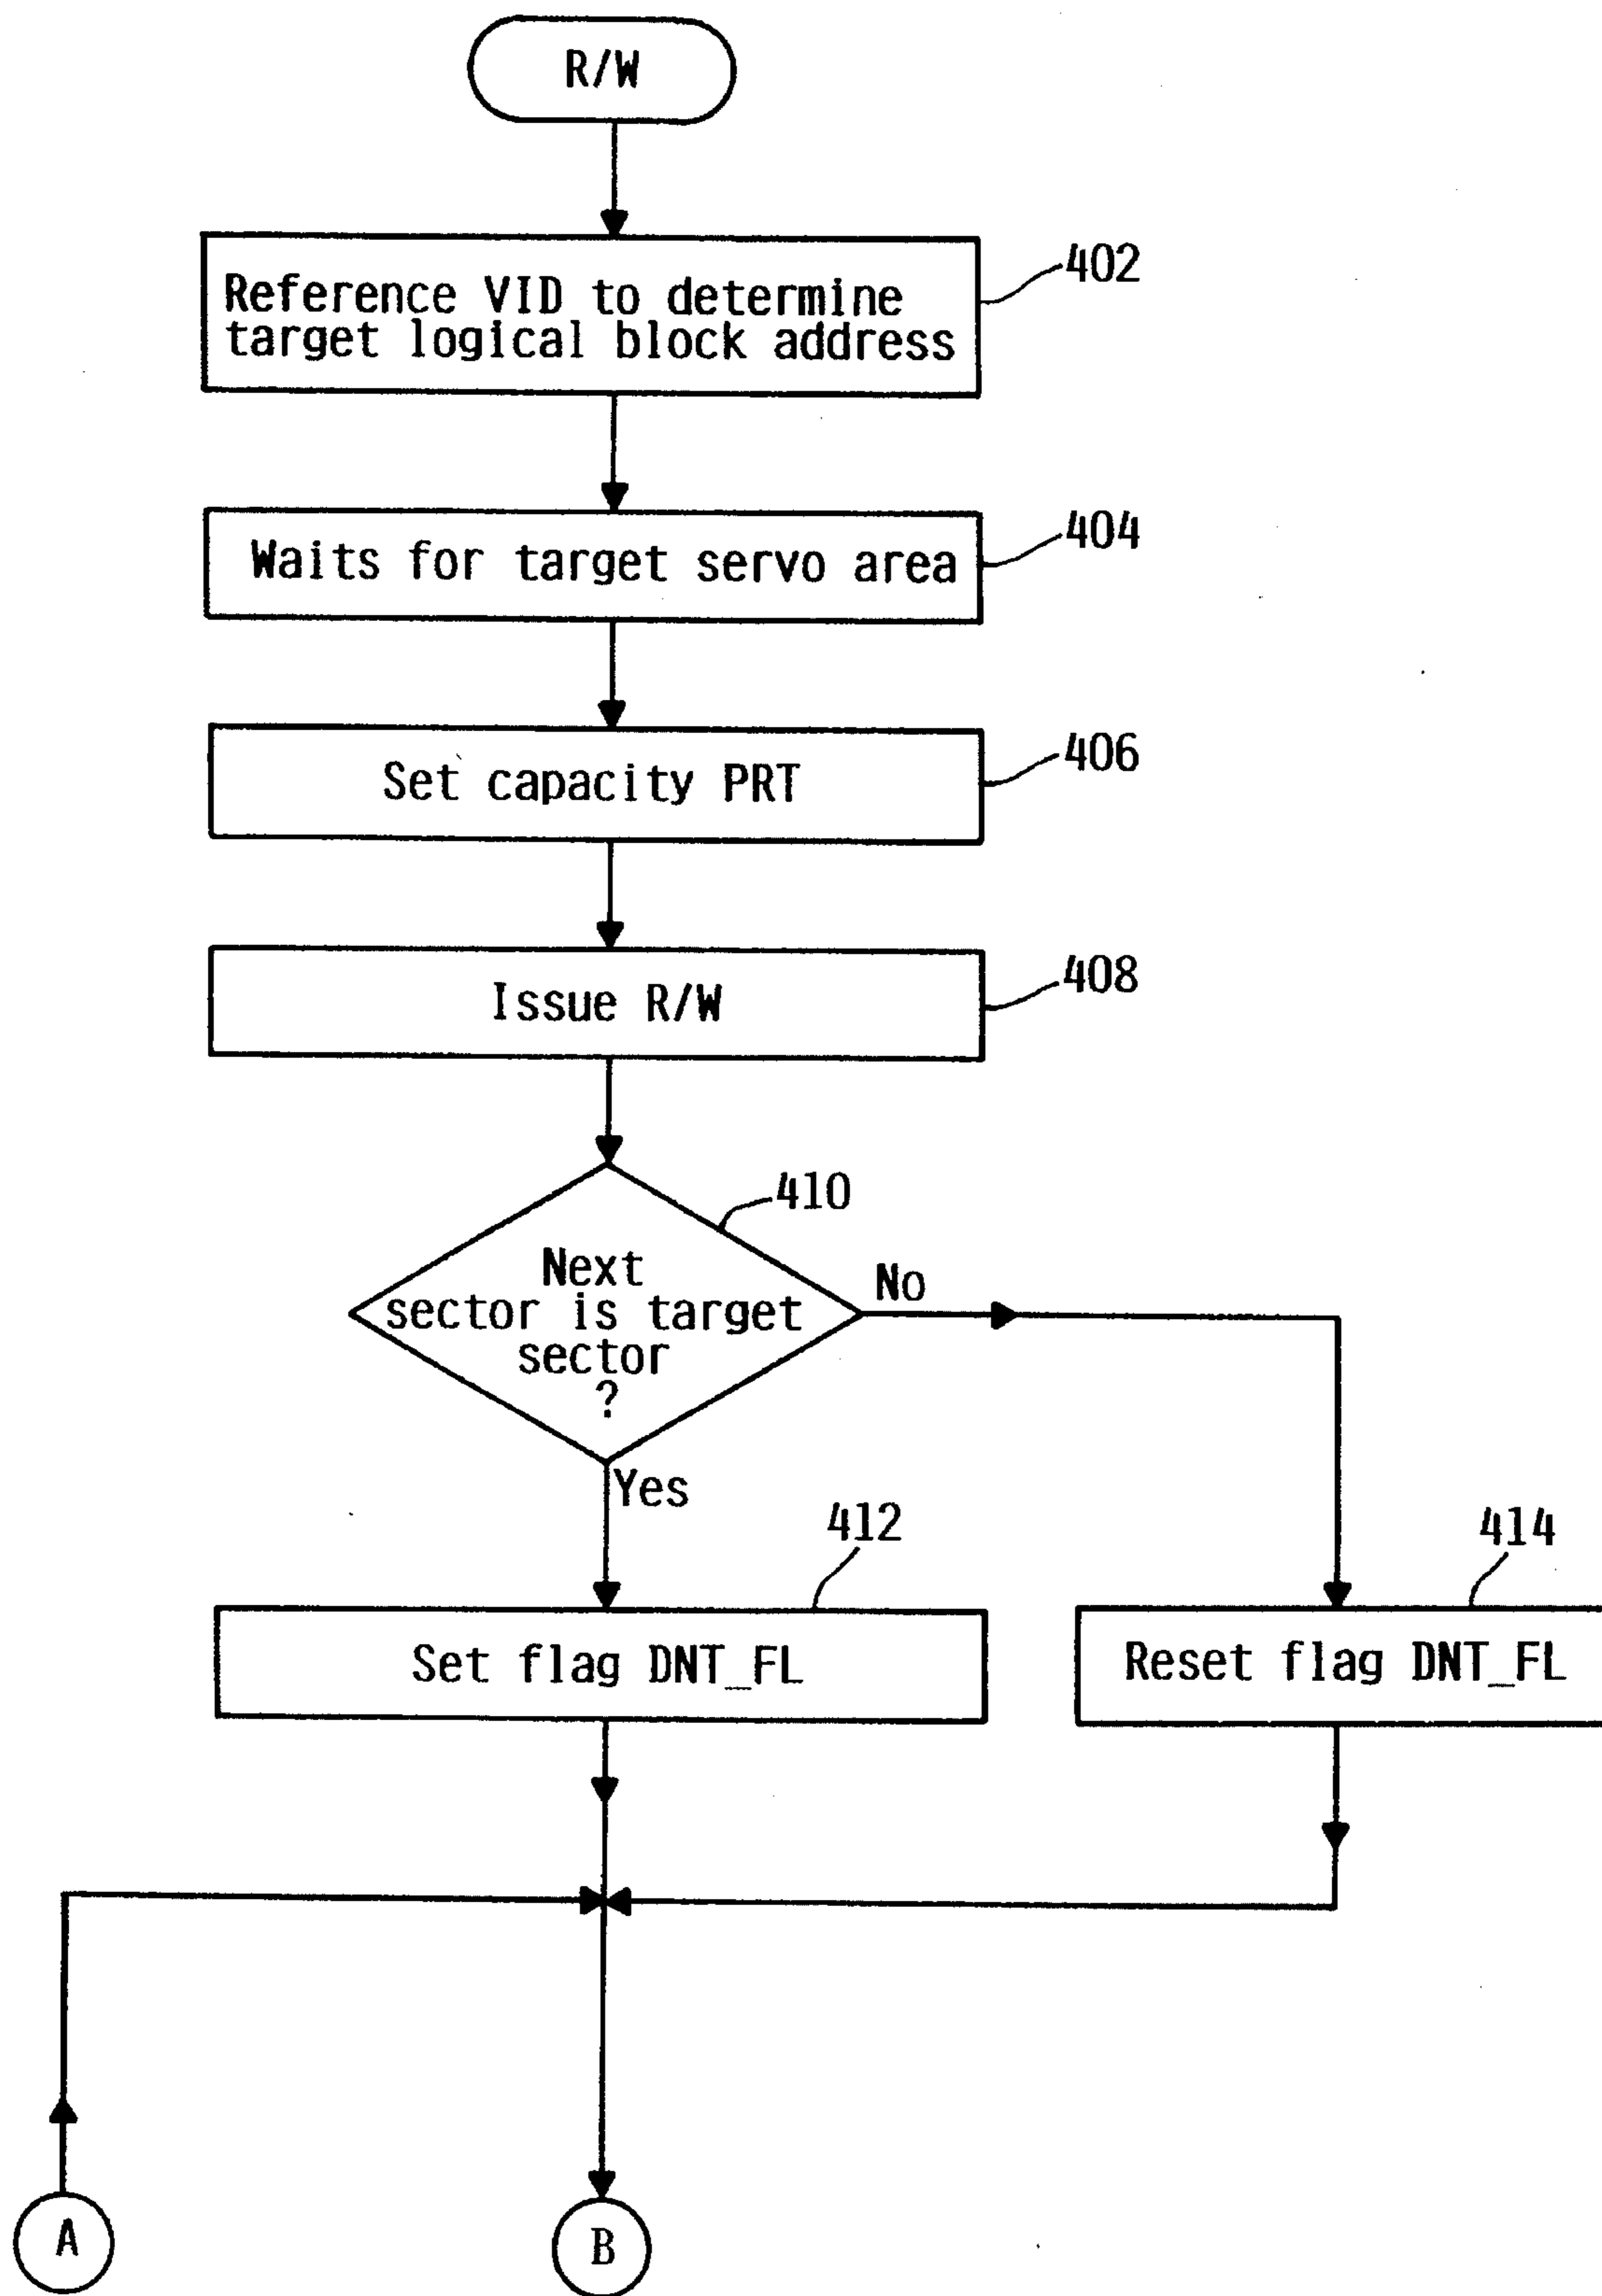 R/W
Reference VID to determine
target logical block address
402
Waits for target servo area
404
Set capacity PRT
406
Issue R/W
408
410
Next
sector is target
sector
?
No
Yes
412
Set flag DNT_FL
414
Reset flag DNT_FL
A
B